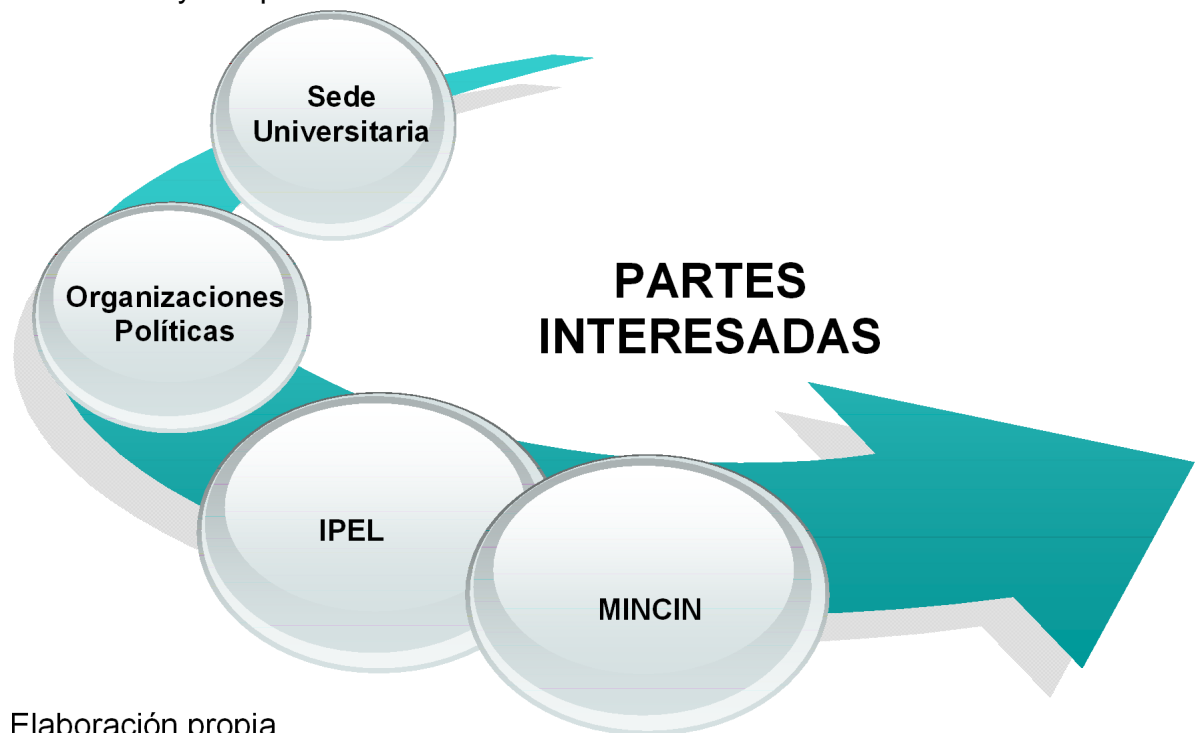 Sede
Universitaria
Organizaciones
Políticas
PARTES
INTERESADAS
IPEL
MINCIN
Elaboración propia